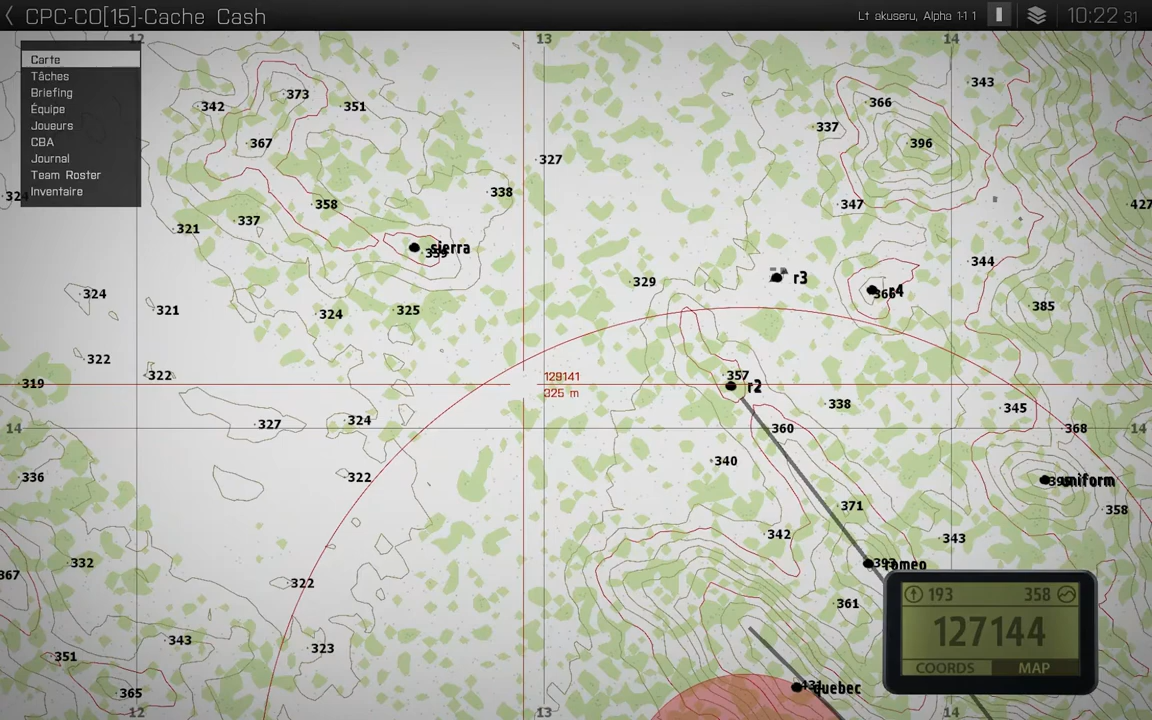 CPC-CO[15]-Cache Cash
Lt akuseru, Alpha 1-1 1
10:22 31
12
13
14
Carte
Tâches
Briefing
Équipe
Joueurs
CBA
Journal
Team Roster
Inventaire
373
342
351
367
343
366
337
396
327
338
324
358
337
321
347
427
sierra
344
329
r3
r4
324
321
324
325
385
322
322
129141
325 m
357
r2
319
338
345
327
324
360
368
14
14
336
322
340
uniform
371
358
342
343
332
romeo
367
322
361
193
358
127144
COORDS
MAP
343
323
351
365
quebec
12
13
14